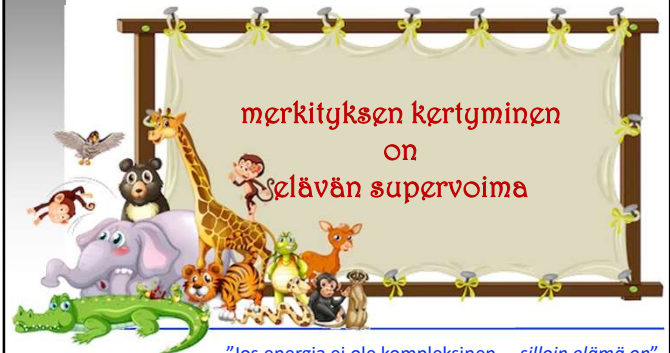 merkityksen kertyminen
on
elävän supervoima
"Jos energia ei ole kompleksinen ... silloin elämä on"